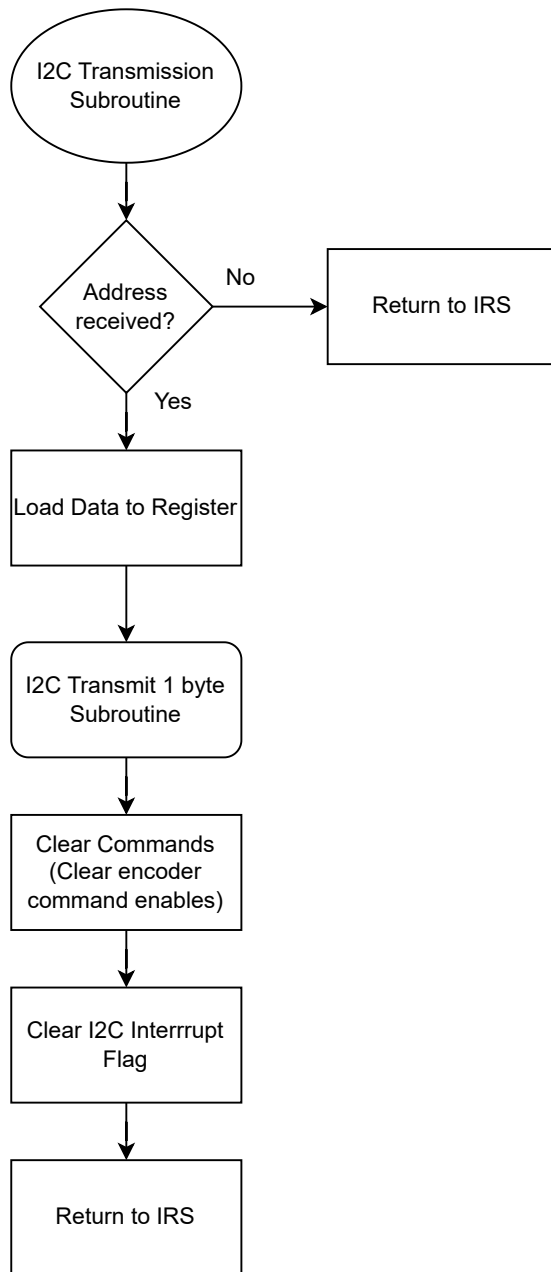 I2C Transmission
Subroutine
Address
received?
No
Return to IRS
Yes
Load Data to Register
I2C Transmit 1 byte
Subroutine
Clear Commands
(Clear encoder
command enables)
Clear I2C Interrrupt
Flag
Return to IRS